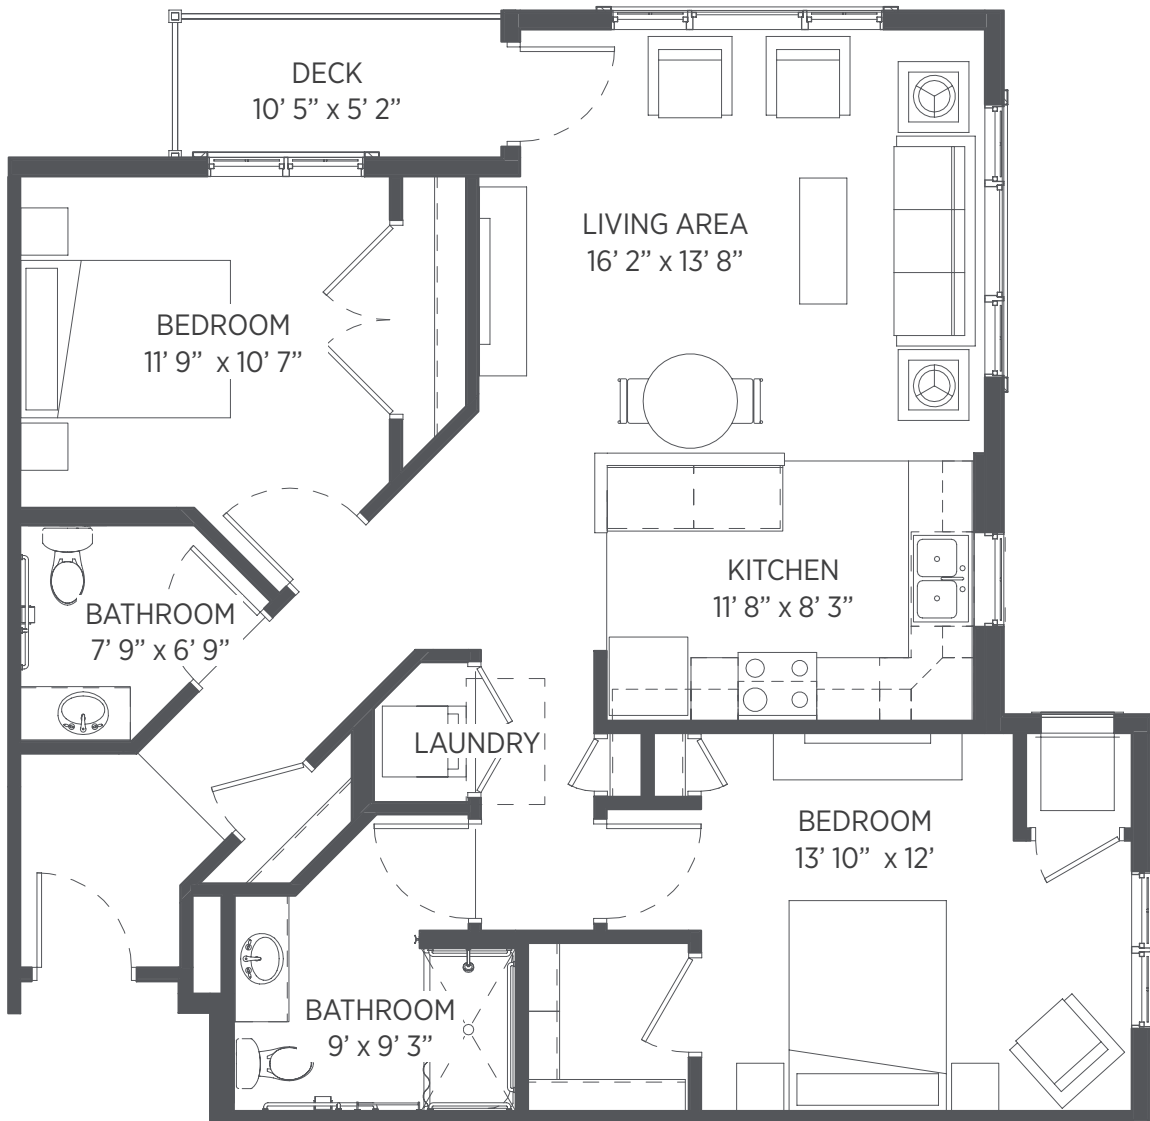 DECK
10’ 5” x 5’ 2”
LIVING AREA
16’ 2” x 13’ 8”
BEDROOM
11’ 9” x 10’ 7”
KITCHEN
11’ 8” x 8’ 3”
BATHROOM
7’ 9” x 6’ 9”
LAUNDRY
BEDROOM
13’ 10” x 12’
BATHROOM
9’ x 9’ 3”